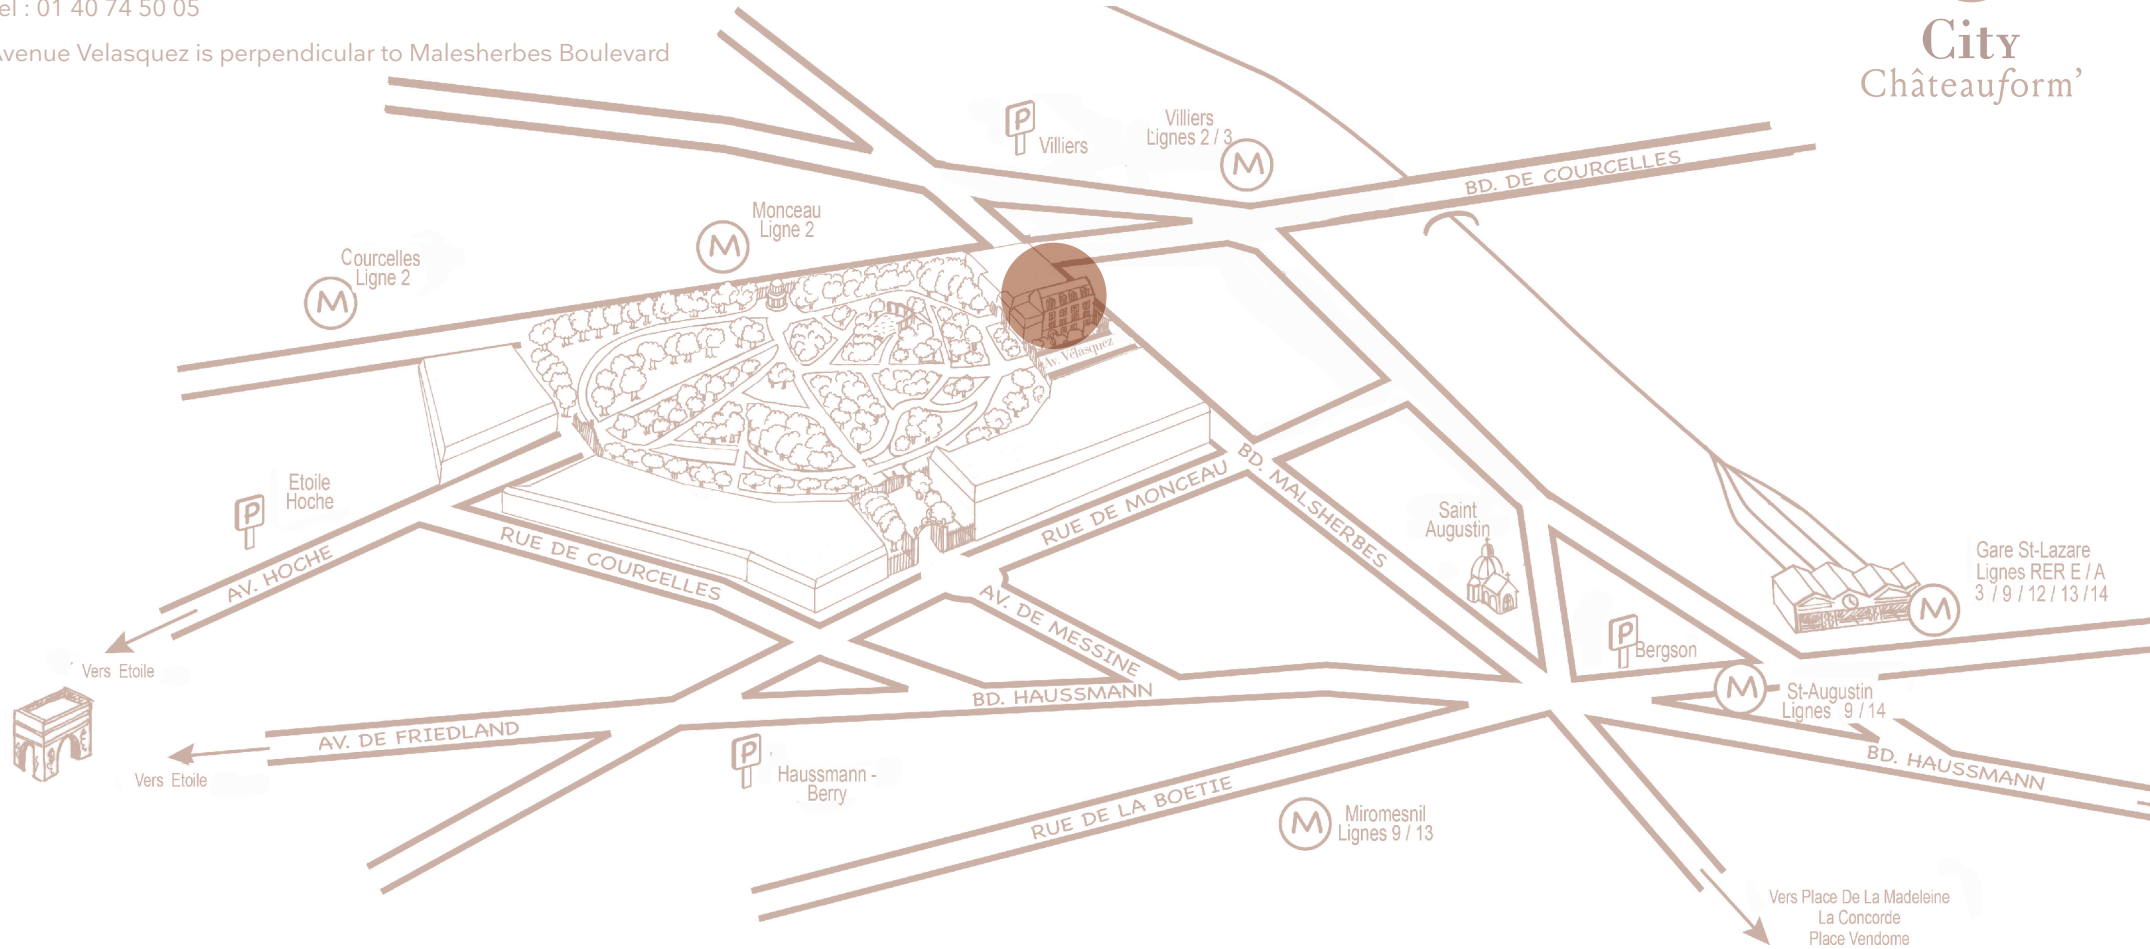 el : 01 40 74 50 05
Avenue Velasquez is perpendicular to Malesherbes Boulevard
City
Châteauform'
P
Villiers
Villiers
Lignes 2 / 3
M
BD. DE COURCELLES
Monceau
Ligne 2
M
Courcelles
Ligne 2
M
Av. Vélasquez
Etoile
Hoche
P
AV. HOCHE
RUE DE COURCELLES
RUE DE MONCEAU
BD. MALSHERBES
Saint
Augustin
Gare St-Lazare
Lignes RER E / A
3 / 9 / 12 / 13 / 14
M
AV. DE MESSINE
P
Bergson
Vers Etoile
BD. HAUSSMANN
M
St-Augustin
Lignes 9 / 14
AV. DE FRIEDLAND
Vers Etoile
P
Haussmann -
Berry
BD. HAUSSMANN
RUE DE LA BOETIE
M
Miromesnil
Lignes 9 / 13
Vers Place De La Madeleine
La Concorde
Place Vendome